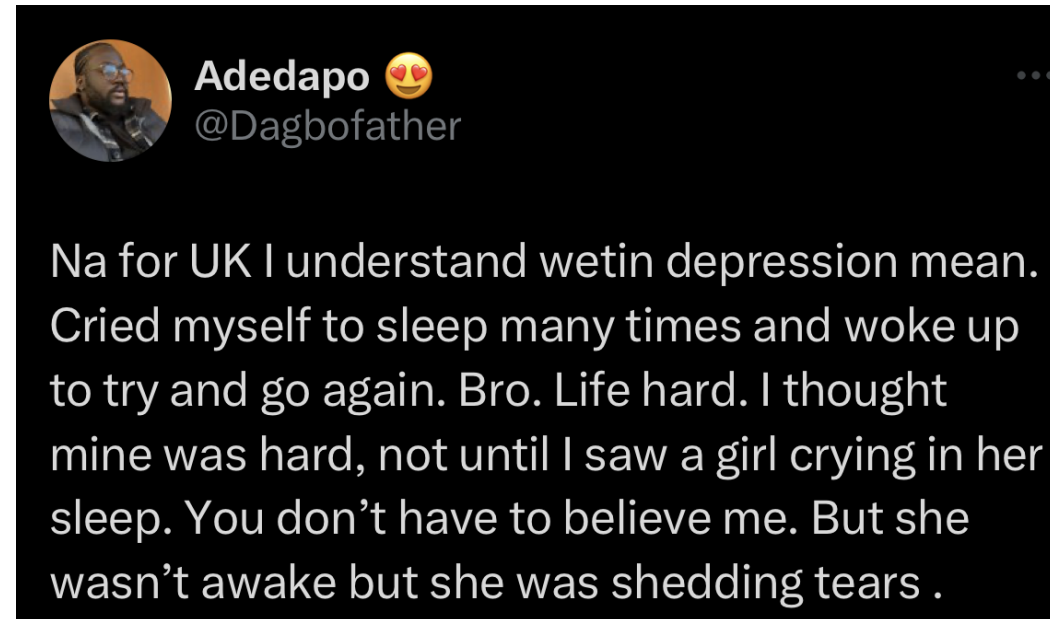 Adedapo 😍
@Dagbofather
Na for UK I understand wetin depression mean.
Cried myself to sleep many times and woke up
to try and go again. Bro. Life hard. I thought
mine was hard, not until I saw a girl crying in her
sleep. You don’t have to believe me. But she
wasn’t awake but she was shedding tears .